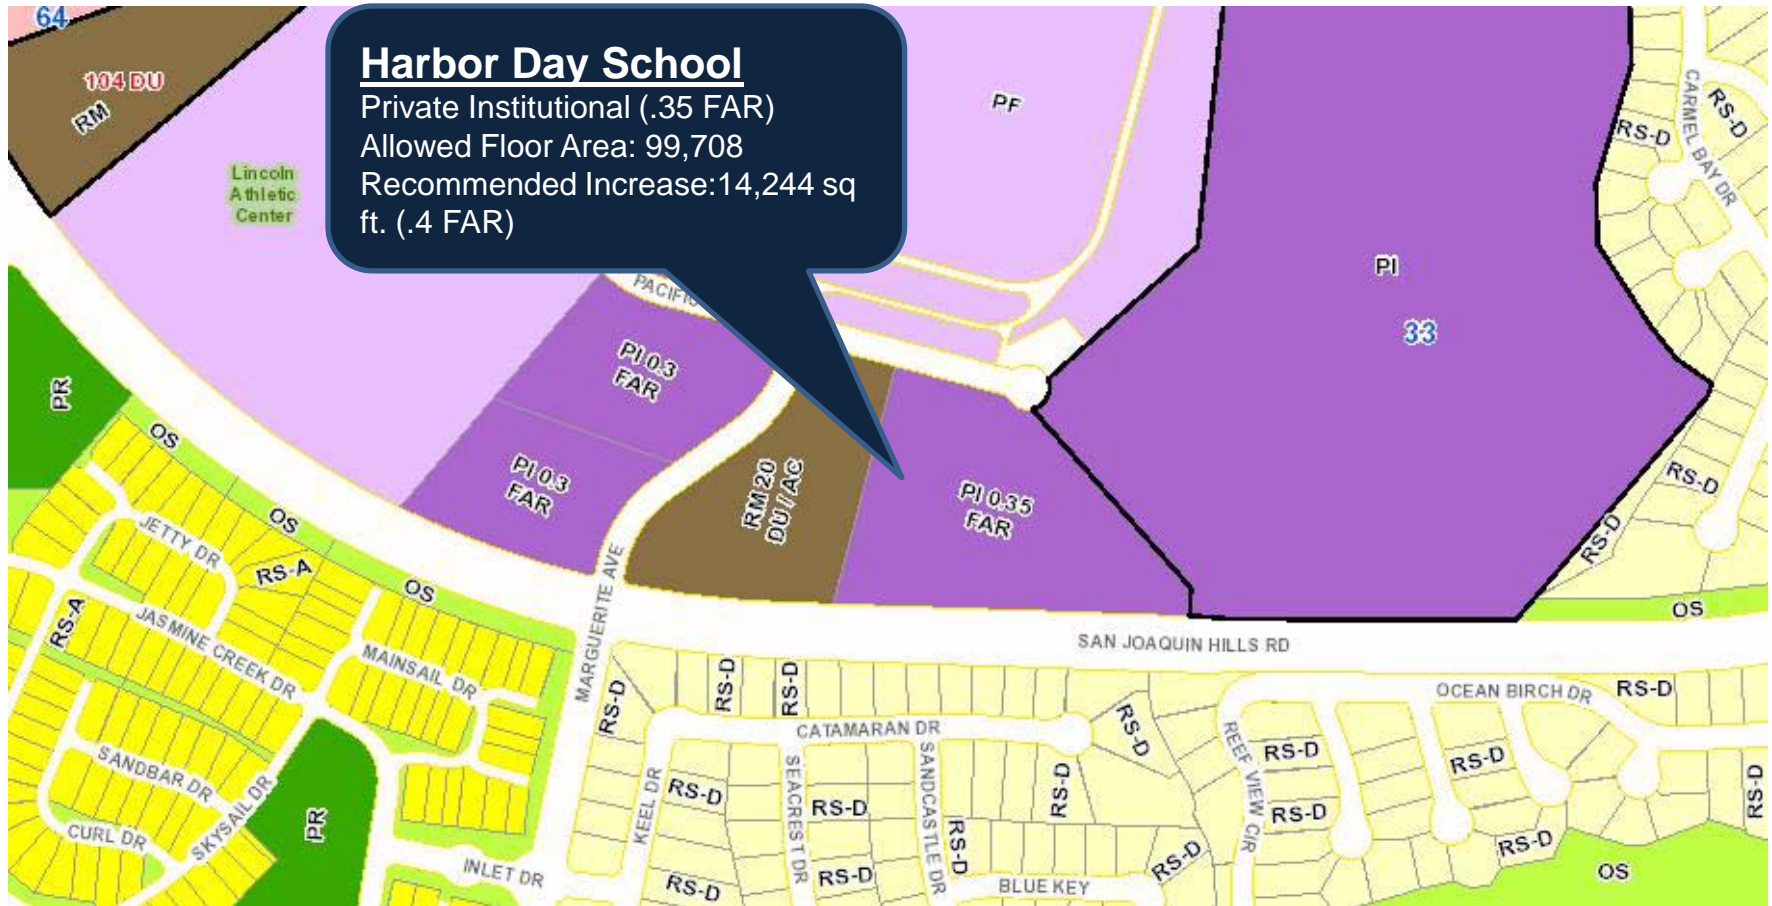 64
104 DU
RM
Harbor Day School
Private Institutional (.35 FAR)
Allowed Floor Area: 99,708
Recommended Increase:14,244 sq
ft. (.4 FAR)
Lincoln
Athletic
Center
PF
CARMEL BAY DR
RS-D
RS-D
PI
33
PACIFIC
PI 0.3
FAR
PI 0.3
FAR
RM 20
DU / AC
PI 0.35
FAR
PR
OS
OS
OS
RS-D
RS-D
OS
JETTY DR
RS-A
RS-A
JASMINE CREEK DR
MAINSAIL DR
MARGUERITE AVE
SAN JOAQUIN HILLS RD
SANDBAR DR
SKYSAIL DR
CURL DR
PR
INLET DR
RS-D
RS-D
RS-D
CATAMARAN DR
RS-D
KEEL DR
RS-D
SEACREST DR
RS-D
SANDCASTLE DR
RS-D
RS-D
RS-D
RS-D
BLUE KEY
RS-D
REEF VIEW CIR
OCEAN BIRCH DR
RS-D
RS-D
RS-D
RS-D
RS-D
RS-D
OS